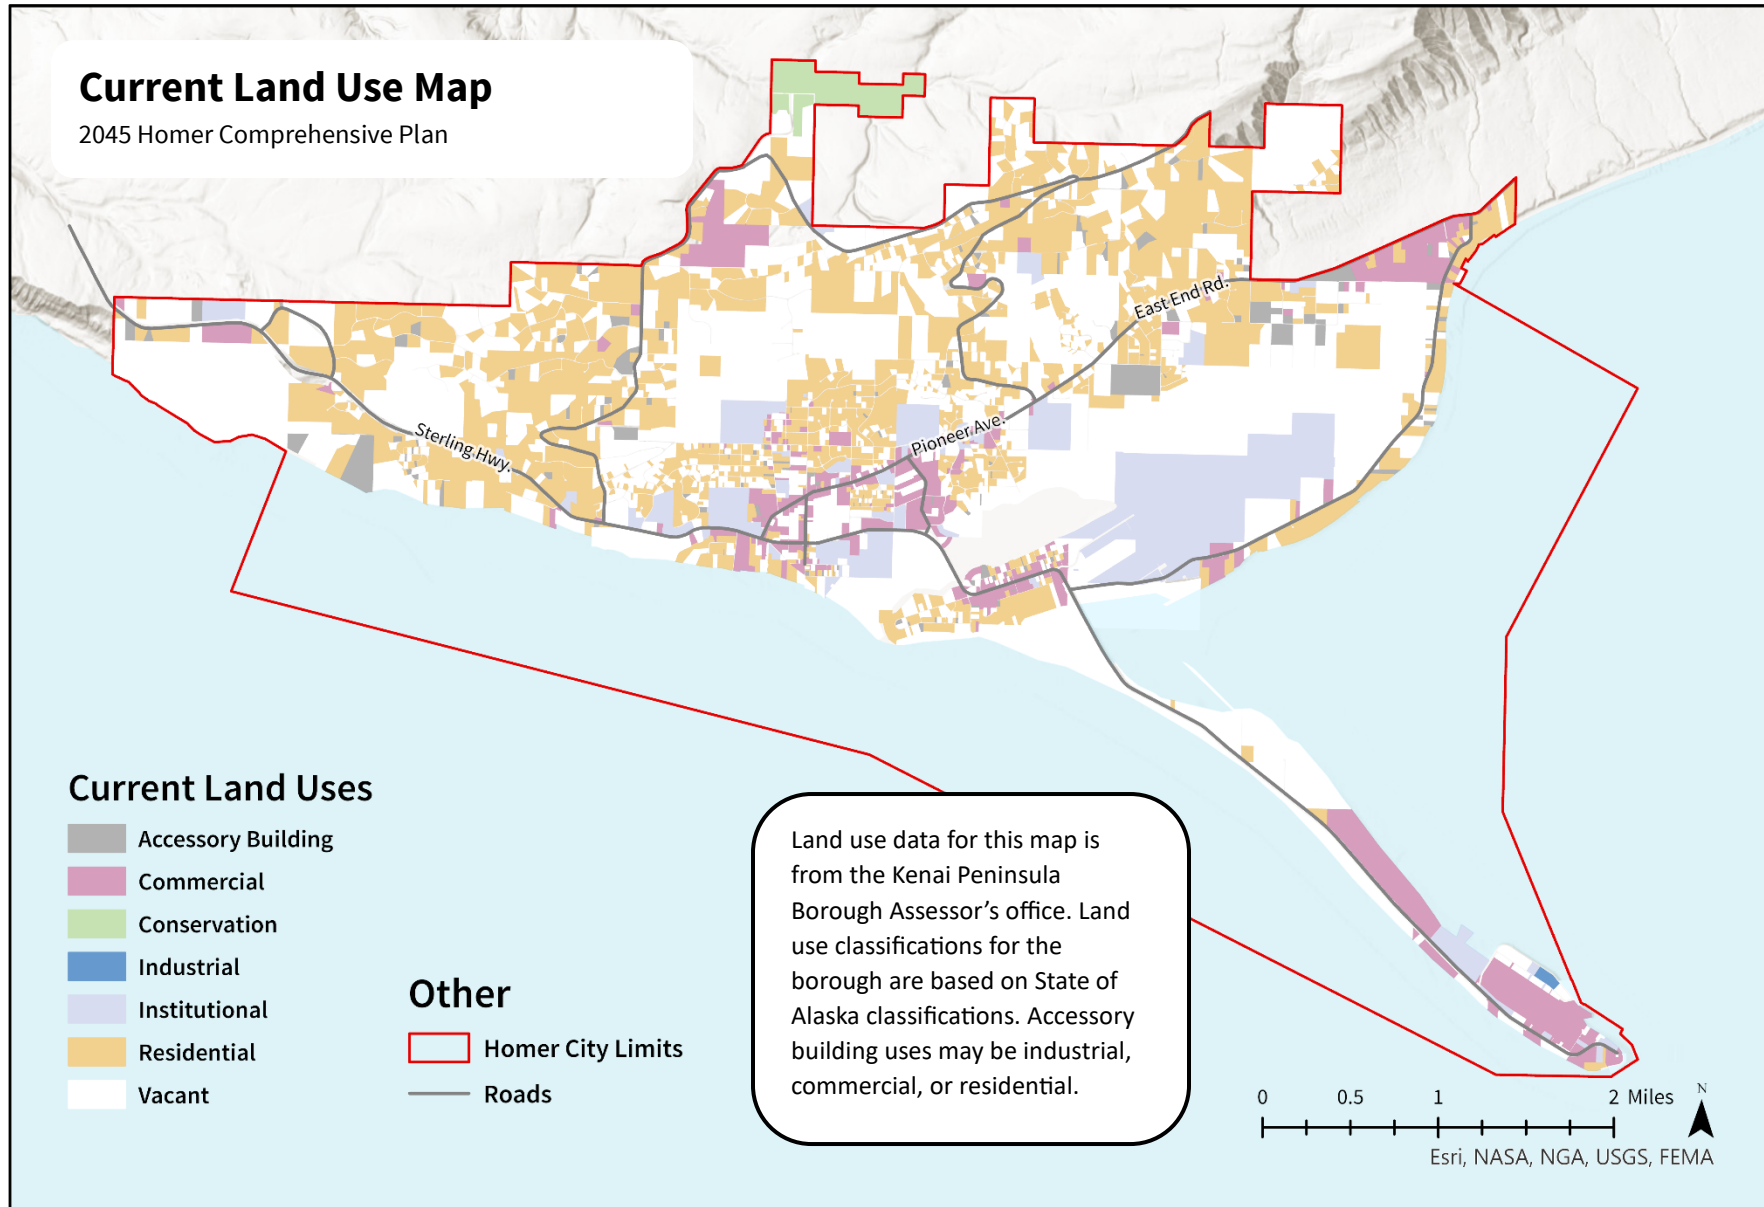 Current Land Use Map
2045 Homer Comprehensive Plan
East End Rd.
Pioneer Ave.
Sterling Hwy.
Current Land Uses
Accessory Building
Commercial
Conservation
Industrial
Institutional
Residential
Vacant
Other
Homer City Limits
Roads
Land use data for this map is
from the Kenai Peninsula
Borough Assessor’s office. Land
use classifications for the
borough are based on State of
Alaska classifications. Accessory
building uses may be industrial,
commercial, or residential.
0 0.5 1 2 Miles
N
Esri, NASA, NGA, USGS, FEMA